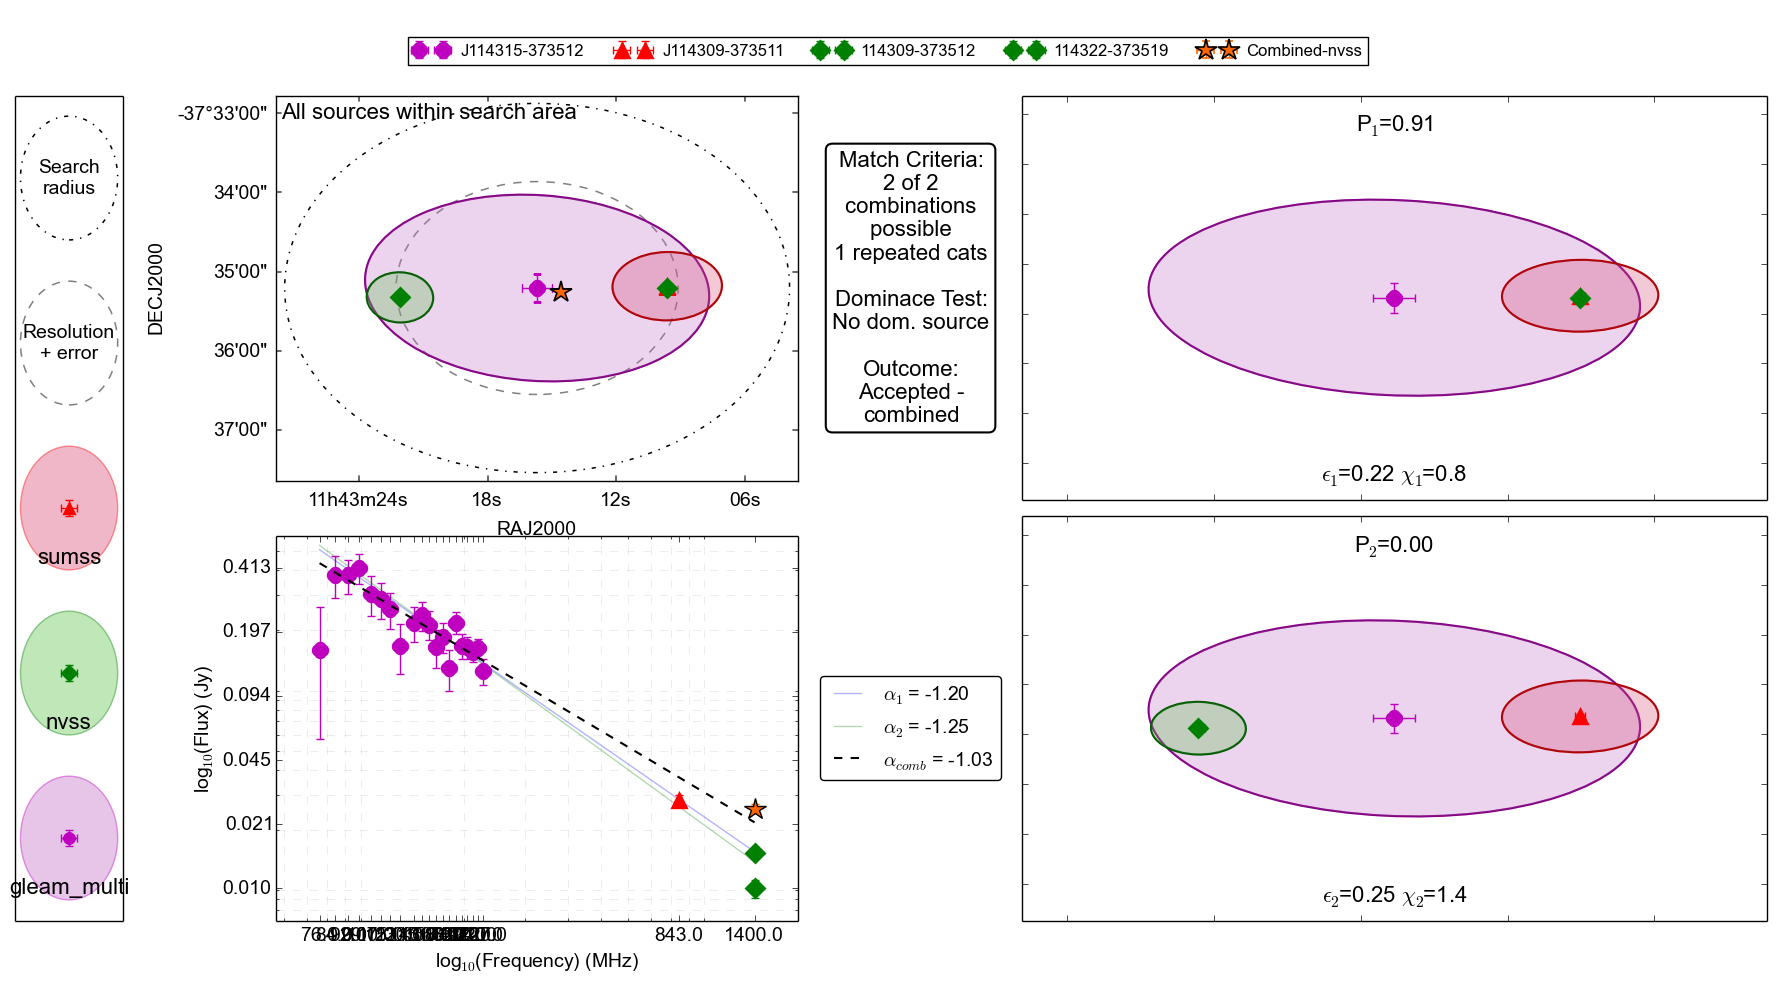 J114315-373512 J114309-373511 114309-373512 114322-373519 Combined-nvss
Search
radius
Resolution
+ error
sumss
nvss
gleam_multi
All sources within search area
DECJ2000
-37°33'00"
34'00"
35'00"
36'00"
37'00"
11h43m24s 18s 12s 06s
RAJ2000
Match Criteria:
2 of 2
combinations
possible
1 repeated cats
Dominace Test:
No dom. source
Outcome:
Accepted -
combined
P1=0.91
ϵ1=0.22 χ1=0.8
P2=0.00
ϵ2=0.25 χ2=1.4
log10(Flux) (Jy)
0.413
0.197
0.094
0.045
0.021
0.010
843.0 1400.0
log10(Frequency) (MHz)
α1 = -1.20
α2 = -1.25
αcomb = -1.03